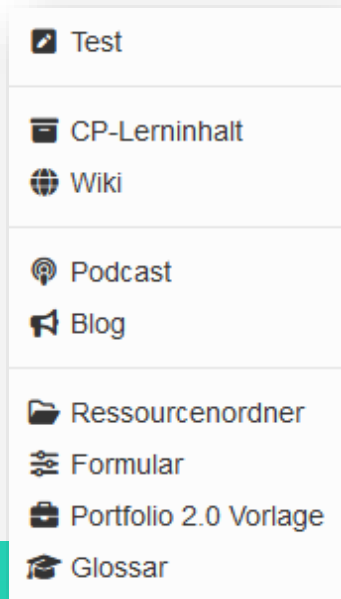 Test
CP-Lerninhalt
Wiki
Podcast
Blog
Ressourcenordner
Formular
Portfolio 2.0 Vorlage
Glossar